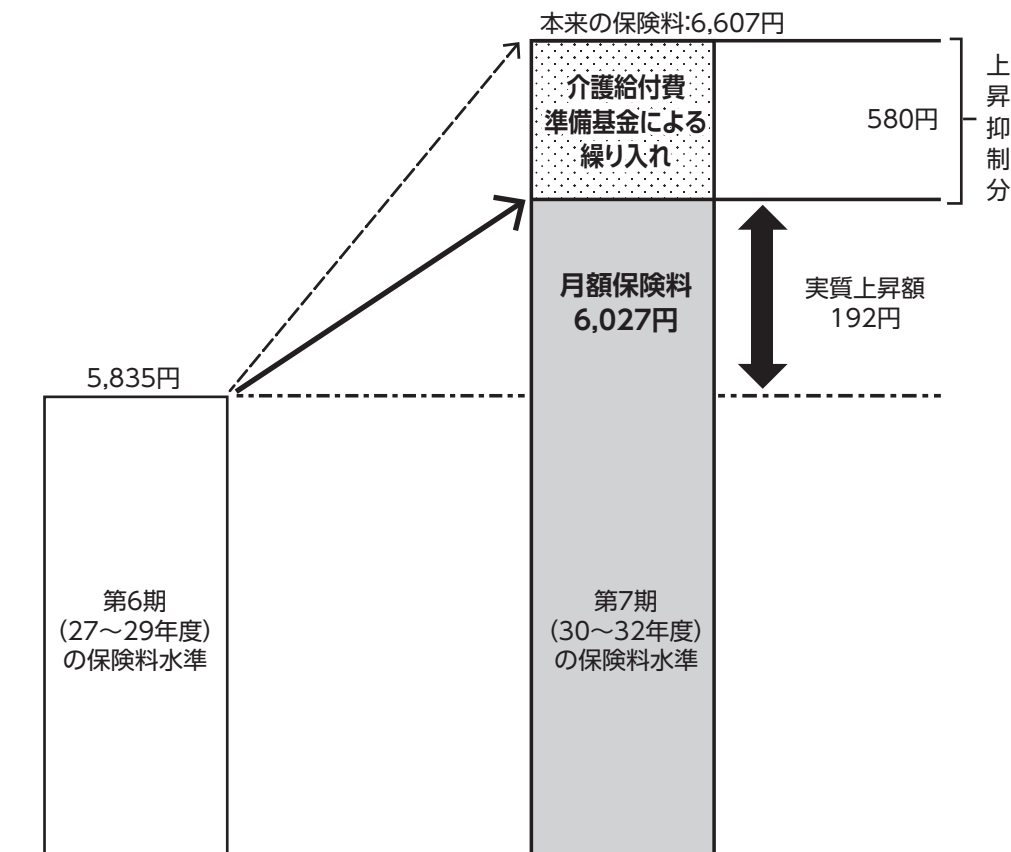 本来の保険料:6,607円
介護給付費
準備基金による
繰り入れ
580円
上昇抑制分
月額保険料
6,027円
実質上昇額
192円
5,835円
第6期
(27〜29年度)
の保険料水準
第7期
(30〜32年度)
の保険料水準